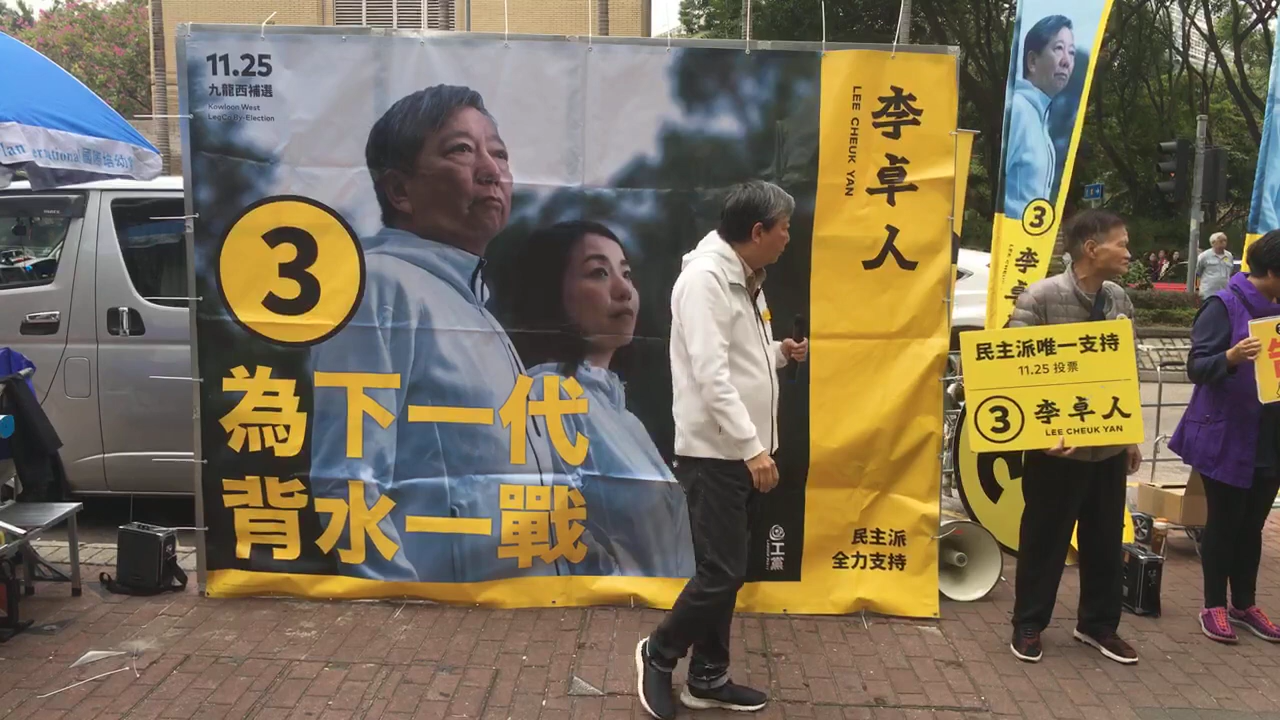 11.25
九龍西補選
Kowloon West
LegCo By-Election
3
為下一代
背水一戰
李卓人
LEE CHEUK YAN
工黨
民主派
全力支持
3
李卓
民主派唯一支持
11.25 投票
3 李卓人
LEE CHEUK YAN